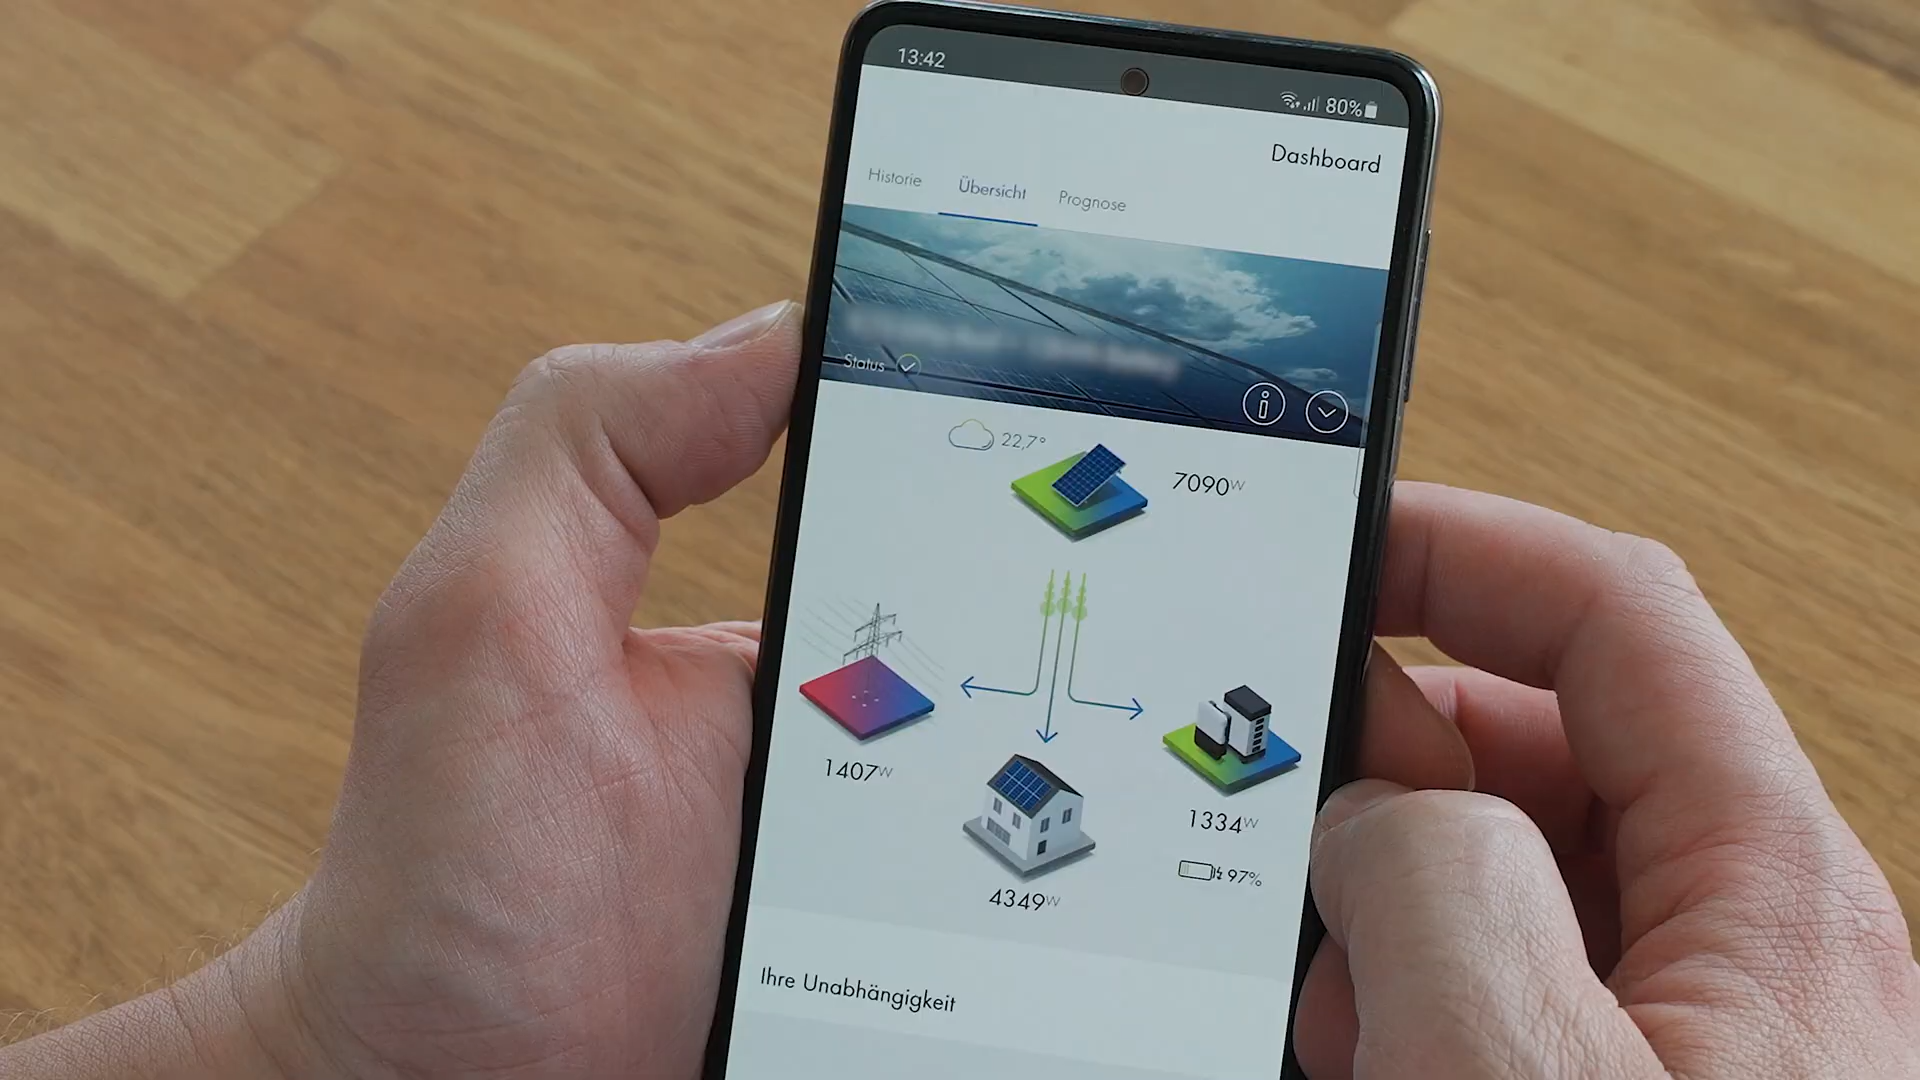 13:42
80%
Dashboard
Historie Übersicht Prognose
Status
22,7°
7090W
1407W
1334W
97%
4349W
Ihre Unabhängigkeit